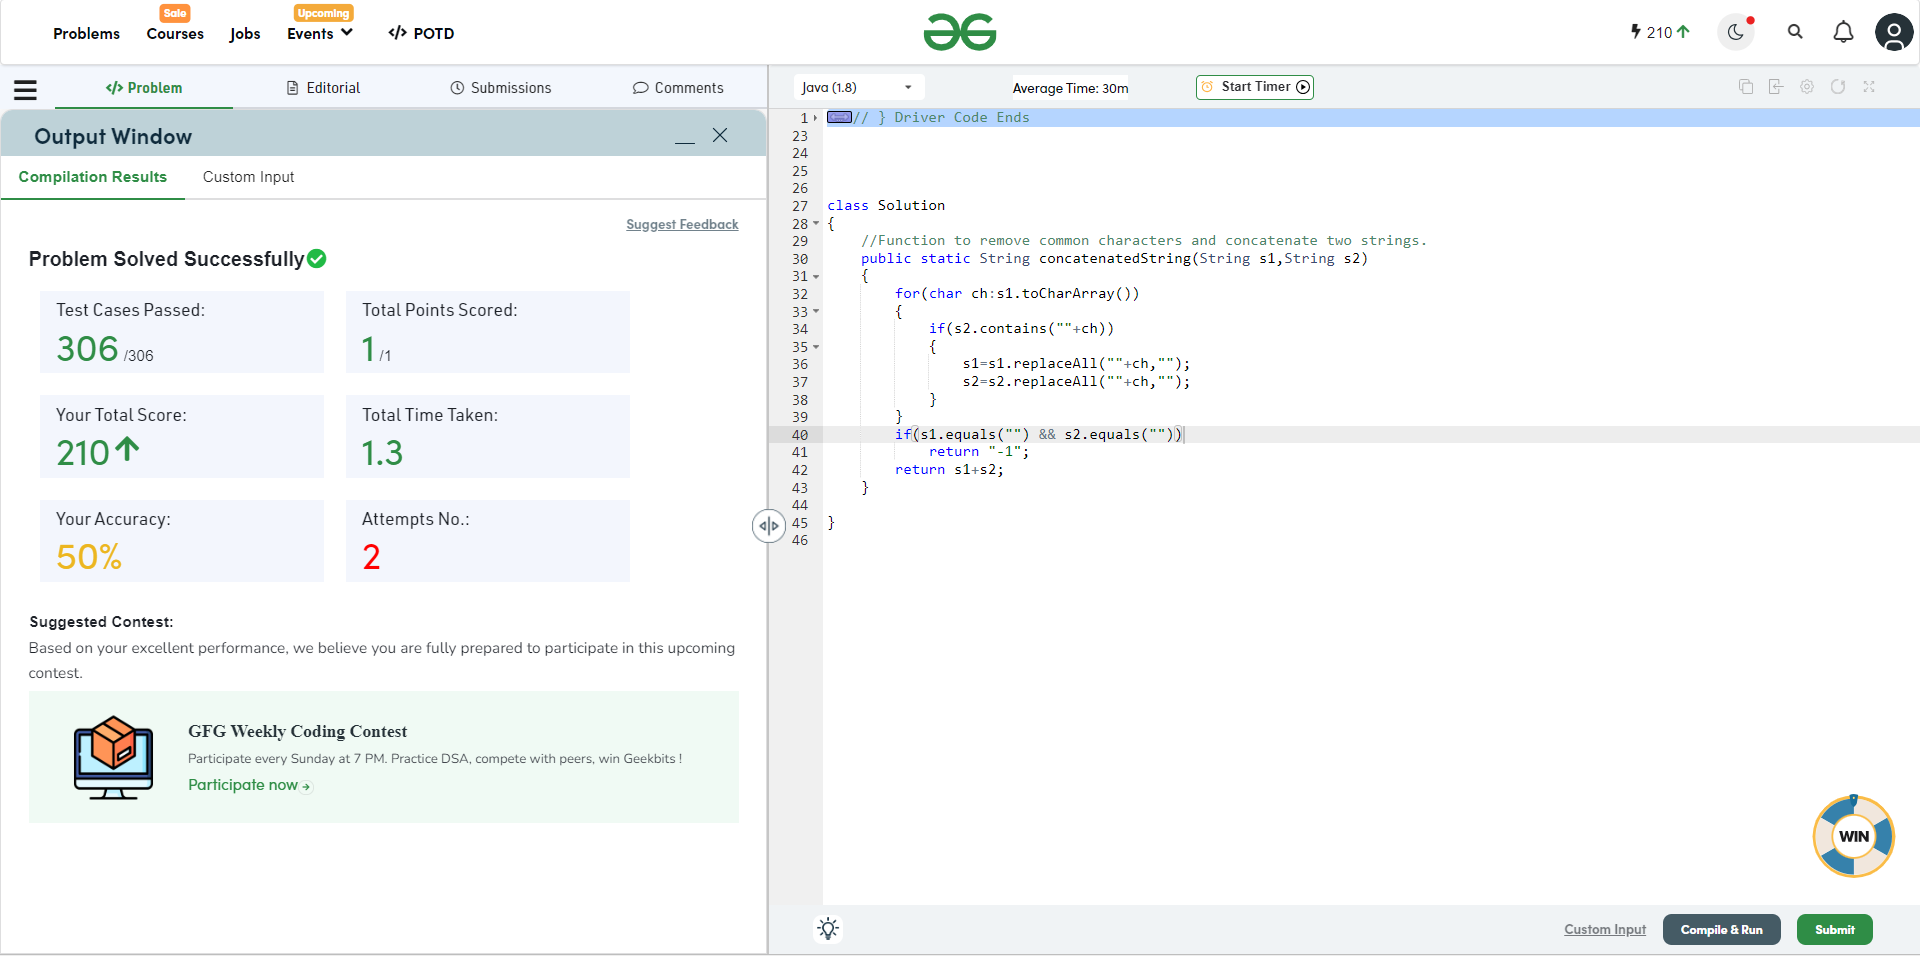 Sale
Upcoming
Problems
Courses
Jobs
Events
</> POTD
210
</> Problem
Editorial
Submissions
Comments
Output Window
Compilation Results
Custom Input
Suggest Feedback
Problem Solved Successfully
Test Cases Passed:
306 /306
Total Points Scored:
1 /1
Your Total Score:
210
Total Time Taken:
1.3
Your Accuracy:
50%
Attempts No.:
2
Suggested Contest:
Based on your excellent performance, we believe you are fully prepared to participate in this upcoming
contest.
GFG Weekly Coding Contest
Participate every Sunday at 7 PM. Practice DSA, compete with peers, win Geekbits !
Participate now
Java (1.8)
Average Time: 30m
Start Timer
1 // } Driver Code Ends
23
24
25
26
27 class Solution
28 {
29 //Function to remove common characters and concatenate two strings.
30 public static String concatenatedString(String s1,String s2)
31 {
32 for(char ch:s1.toCharArray())
33 {
34 if(s2.contains(""+ch))
35 {
36 s1=s1.replaceAll(""+ch,"");
37 s2=s2.replaceAll(""+ch,"");
38 }
39 }
40 if(s1.equals("") && s2.equals(""))
41 return "-1";
42 return s1+s2;
43 }
44
45 }
46
WIN
Custom Input
Compile & Run
Submit